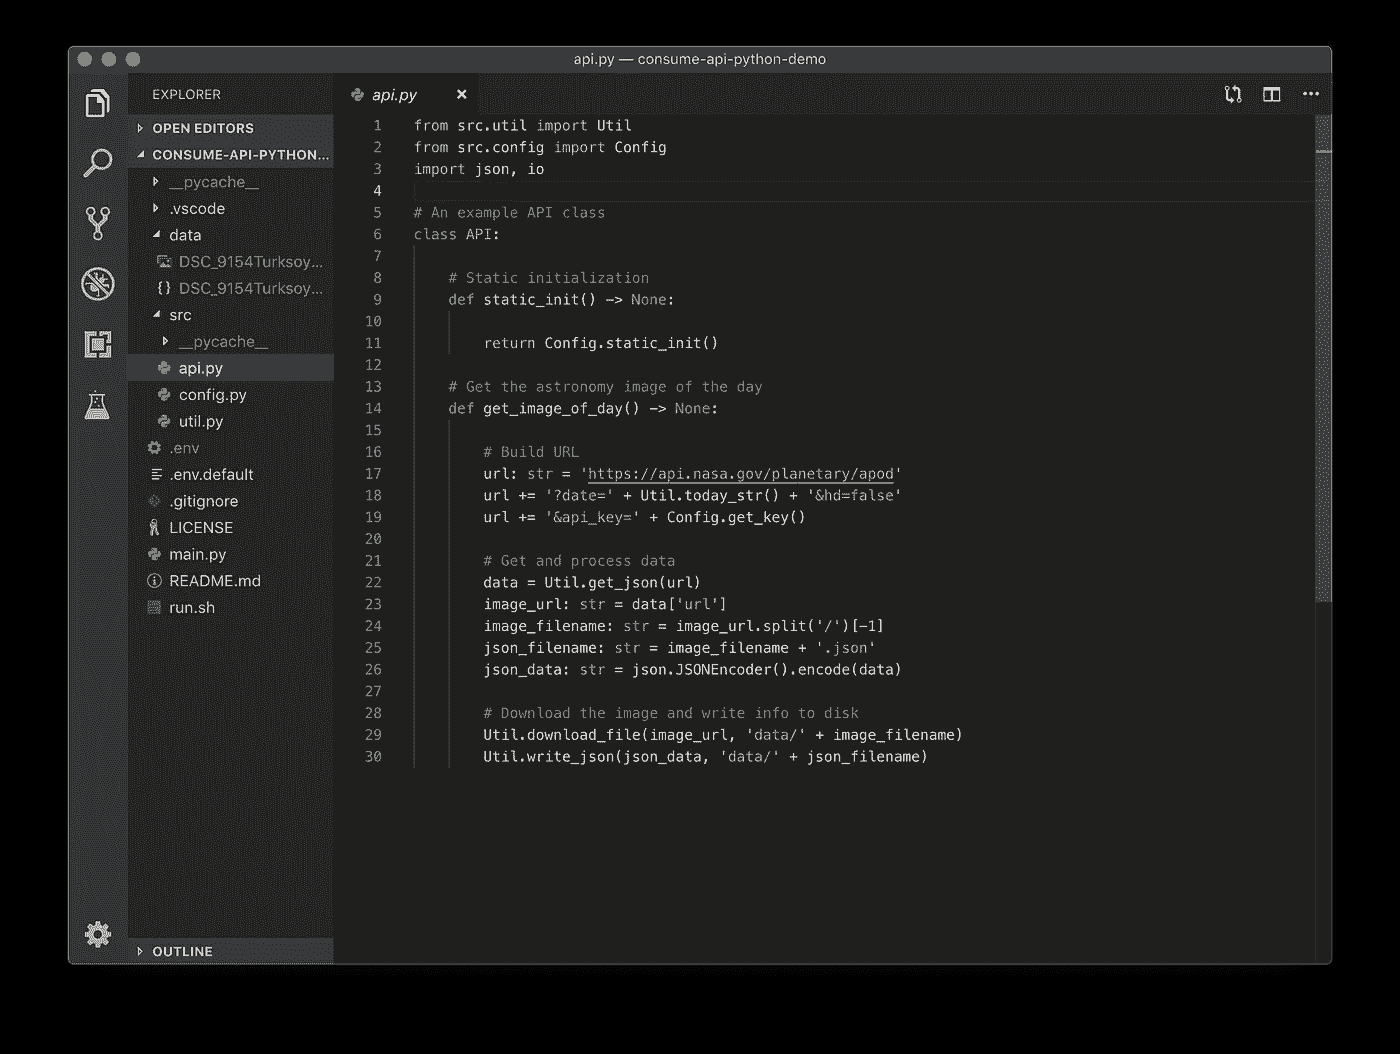 api.py — consume-api-python-demo
EXPLORER
OPEN EDITORS
CONSUME-API-PYTHON...
__pycache__
.vscode
data
DSC_9154Turksoy...
{} DSC_9154Turksoy...
src
__pycache__
api.py
config.py
util.py
.env
.env.default
.gitignore
LICENSE
main.py
README.md
run.sh
OUTLINE
api.py
1 from src.util import Util
2 from src.config import Config
3 import json, io
4
5 # An example API class
6 class API:
7
8 # Static initialization
9 def static_init() -> None:
10
11 return Config.static_init()
12
13 # Get the astronomy image of the day
14 def get_image_of_day() -> None:
15
16 # Build URL
17 url: str = 'https://api.nasa.gov/planetary/apod'
18 url += '?date=' + Util.today_str() + '&hd=false'
19 url += '&api_key=' + Config.get_key()
20
21 # Get and process data
22 data = Util.get_json(url)
23 image_url: str = data['url']
24 image_filename: str = image_url.split('/')[-1]
25 json_filename: str = image_filename + '.json'
26 json_data: str = json.JSONEncoder().encode(data)
27
28 # Download the image and write info to disk
29 Util.download_file(image_url, 'data/' + image_filename)
30 Util.write_json(json_data, 'data/' + json_filename)